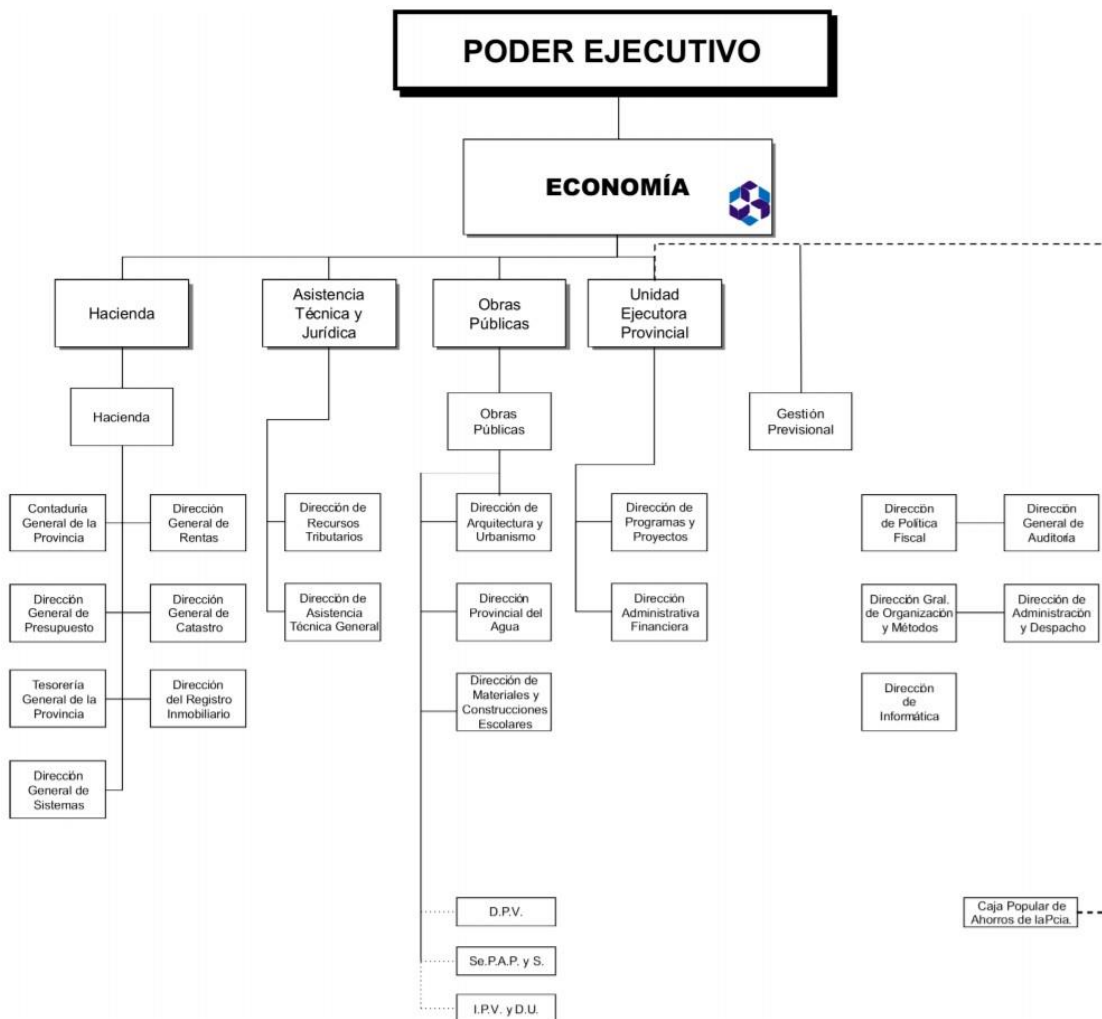 PODER EJECUTIVO
ECONOMÍA
Hacienda
Asistencia
Técnica y
Jurídica
Obras
Públicas
Unidad
Ejecutora
Provincial
Hacienda
Obras
Públicas
Gestión
Previsional
Contaduría
General de la
Provincia
Dirección
General de
Rentas
Dirección de
Recursos
Tributarios
Dirección de
Arquitectura y
Urbanismo
Dirección de
Programas y
Proyectos
Dirección
de Política
Fiscal
Dirección
General de
Auditoría
Dirección
General de
Presupuesto
Dirección
General de
Catastro
Dirección de
Asistencia
Técnica General
Dirección
Provincial del
Agua
Dirección
Administrativa
Financiera
Dirección Gral.
de Organización
y Métodos
Dirección de
Administración
y Despacho
Tesorería
General de la
Provincia
Dirección
del Registro
Inmobiliario
Dirección de
Materiales y
Construcciones
Escolares
Dirección
de
Informática
Dirección
General de
Sistemas
D.P.V.
Caja Popular de
Ahorros de laPcia.
Se.P.A.P. y S.
I.P.V. y D.U.